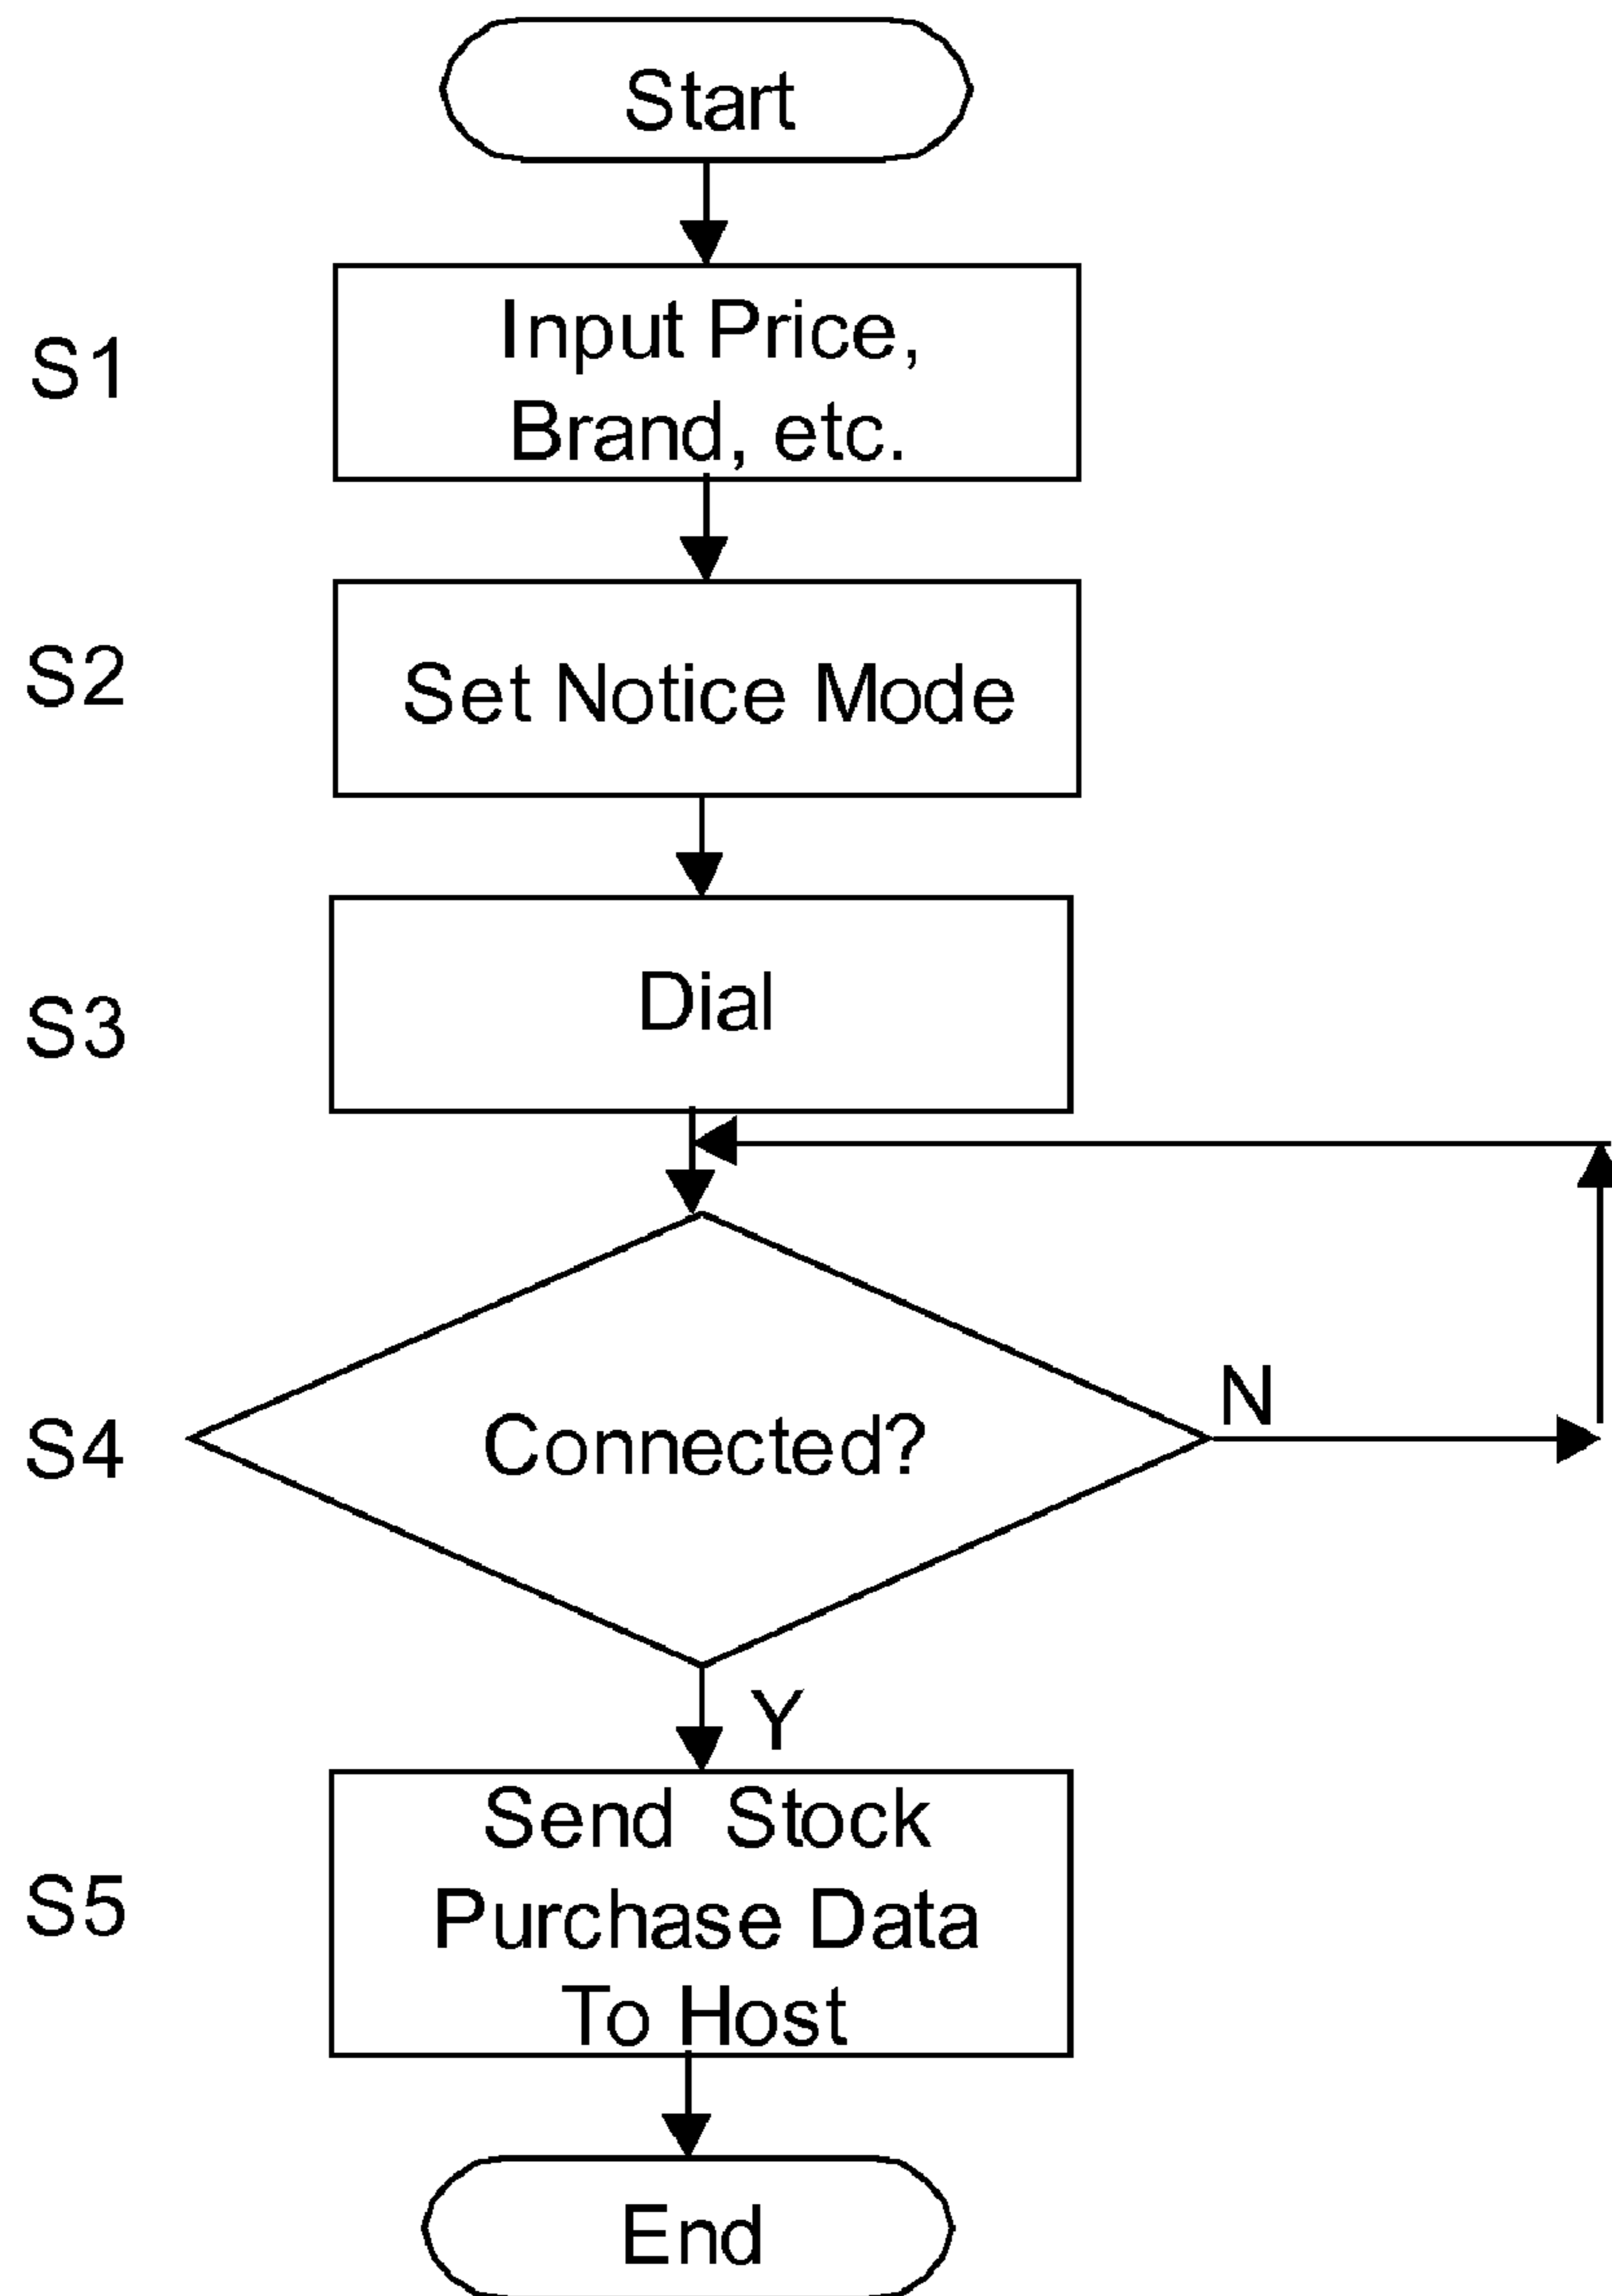 Start
S1
Input Price,
Brand, etc.
S2
Set Notice Mode
S3
Dial
S4
Connected?
N
Y
S5
Send Stock
Purchase Data
To Host
End